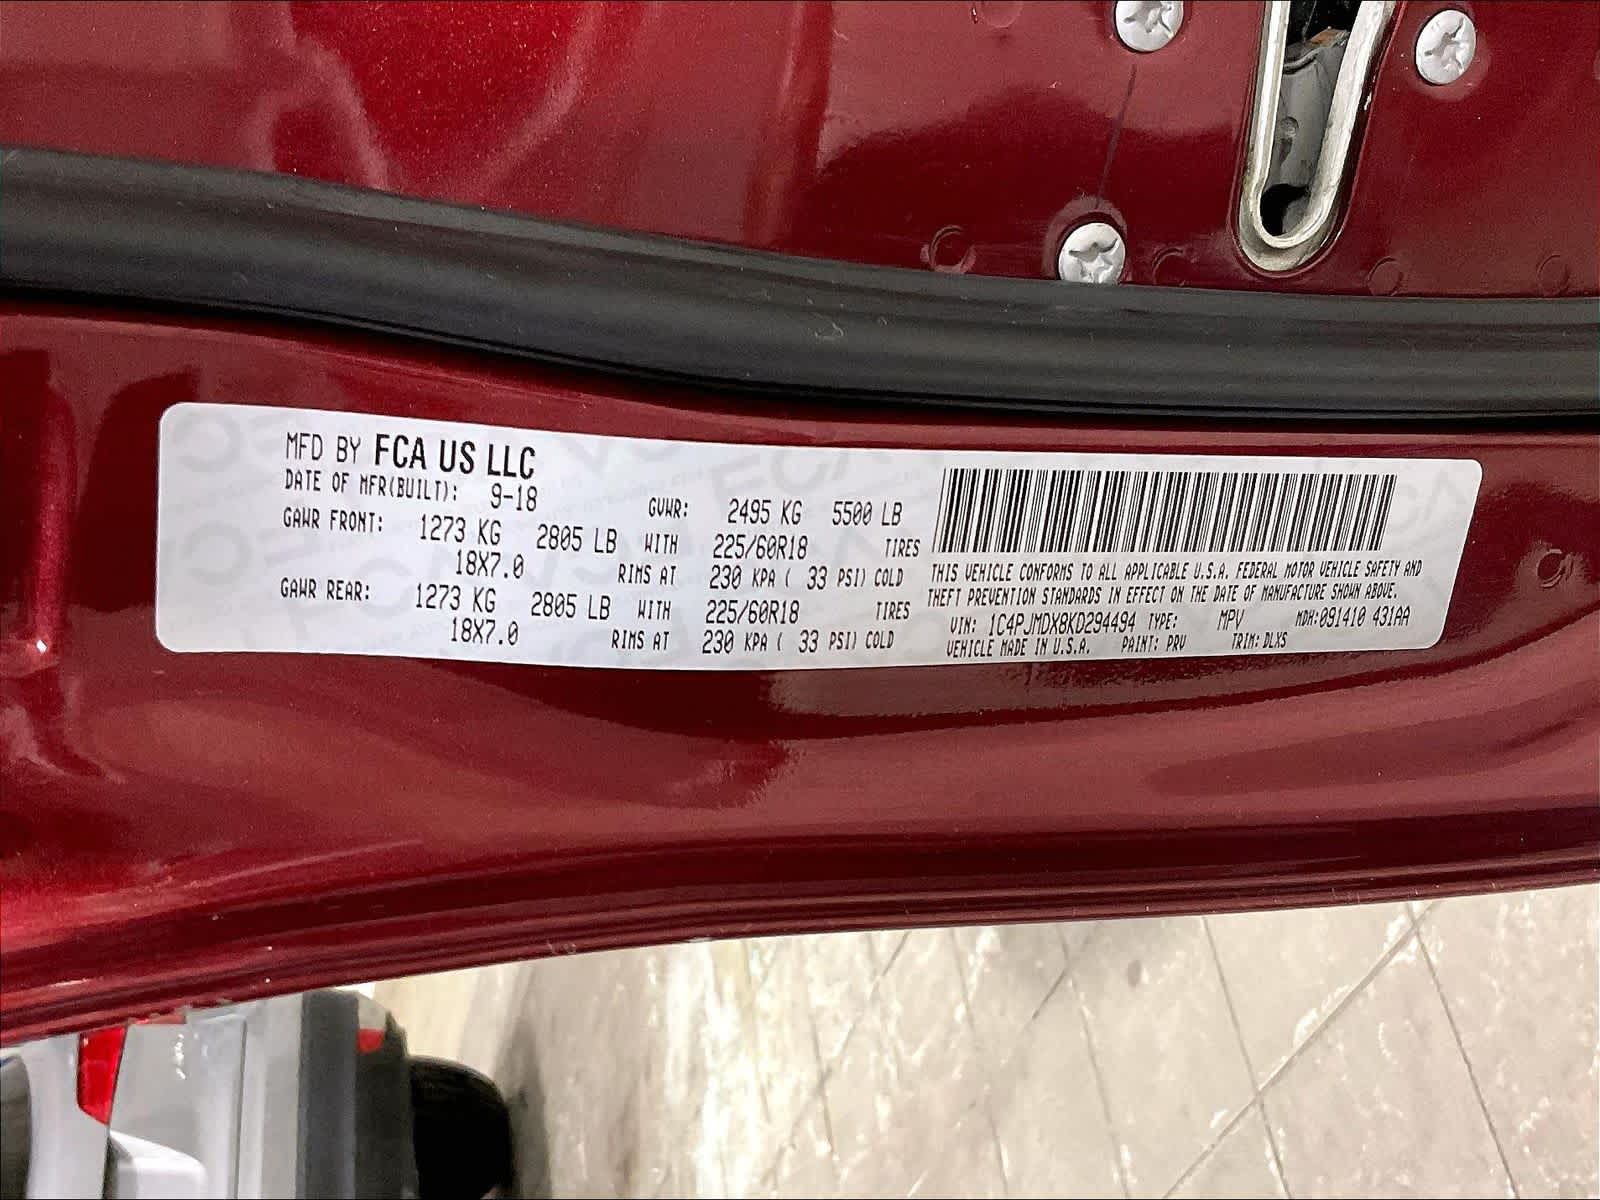 MFD BY FCA US LLC
DATE OF MFR(BUILT): 9-18 GVWR: 2495 KG 5500 LB
GAWR FRONT: 1273 KG 2805 LB WITH 225/60R18 TIRES
18X7.0 RIMS AT 230 KPA ( 33 PSI) COLD
GAWR REAR: 1273 KG 2805 LB WITH 225/60R18 TIRES
18X7.0 RIMS AT 230 KPA ( 33 PSI) COLD
THIS VEHICLE CONFORMS TO ALL APPLICABLE U.S.A. FEDERAL MOTOR VEHICLE SAFETY AND
THEFT PREVENTION STANDARDS IN EFFECT ON THE DATE OF MANUFACTURE SHOWN ABOVE.
VIN: 1C4PJMDX8KD294494 TYPE: MPV MDH:091410 431AA
VEHICLE MADE IN U.S.A. PAINT: PRV TRIM: DLXS